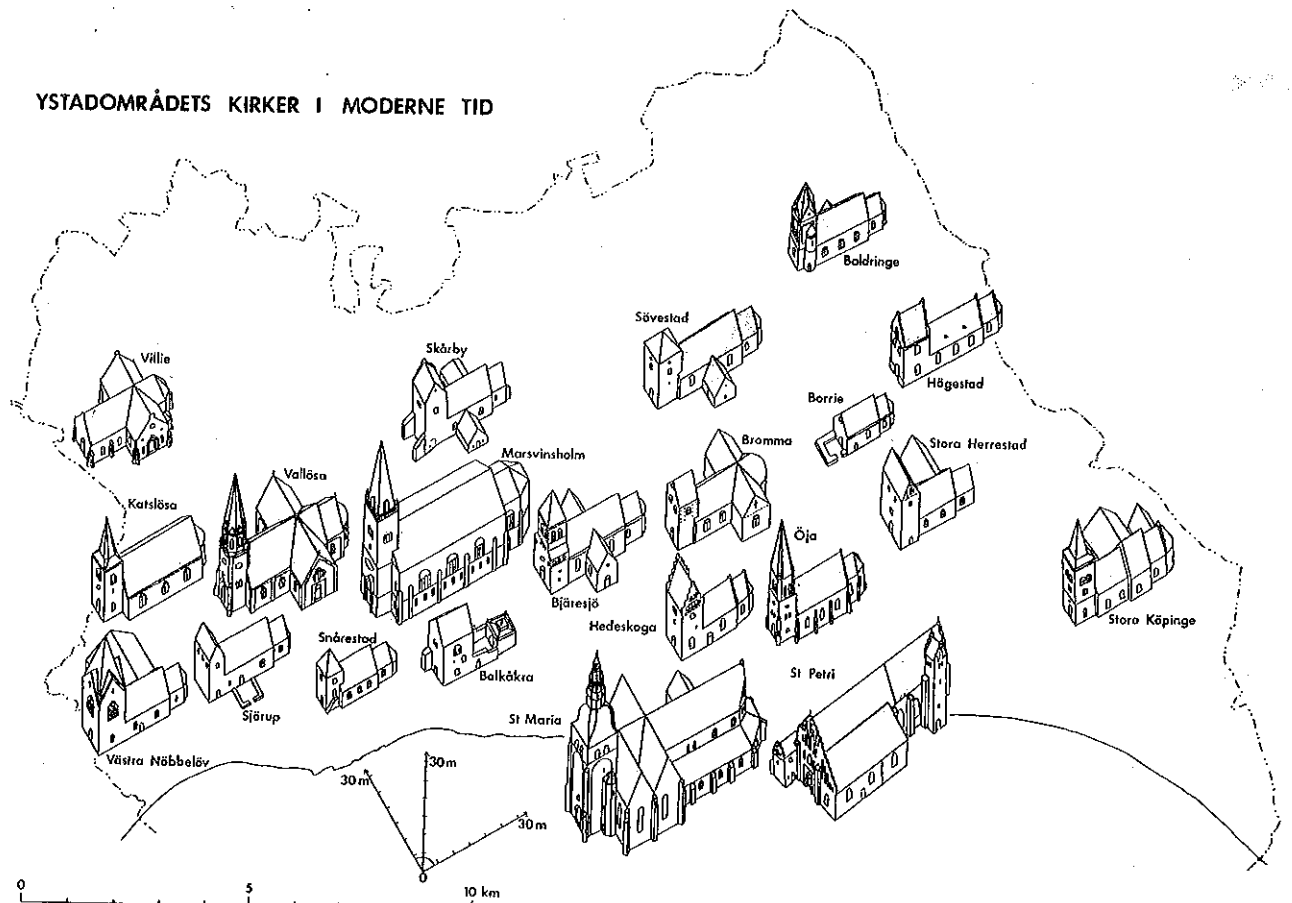 YSTADOMRÅDETS KIRKER I MODERNE TID
Baldringe
Sövestad
Högestad
Villie
Skårby
Borrie
Bromma
Stora Herrestad
Marsvinsholm
Vallösa
Katslösa
Öja
Bjäresjö
Hedeskoga
Stora Köpinge
Snårestad
Balkåkra
St Petri
Sjörup
St Maria
Västra Nöbbelöv
30m
30m
30m
0
0 5 10 km